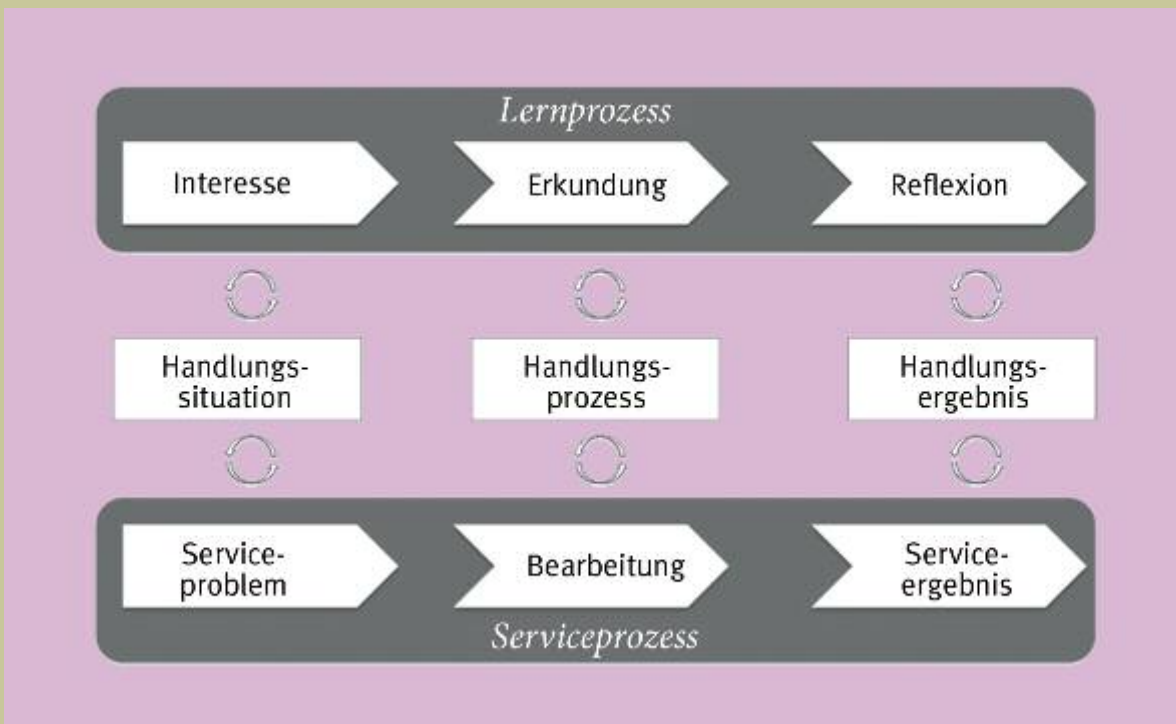 Lernprozess
Interesse
Erkundung
Reflexion
Handlungs-
situation
Handlungs-
prozess
Handlungs-
ergebnis
Service-
problem
Bearbeitung
Service-
ergebnis
Serviceprozess